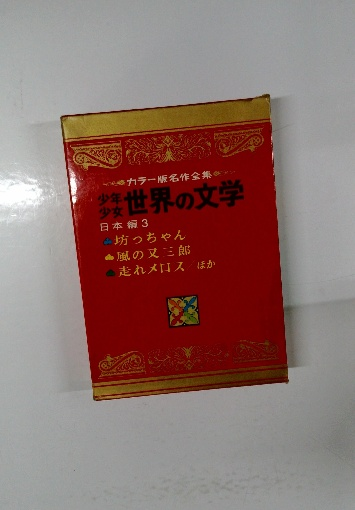 カラー版名作全集
少年少女世界の文学
日本編3
坊っちゃん
風の又三郎
走れメロス ほか